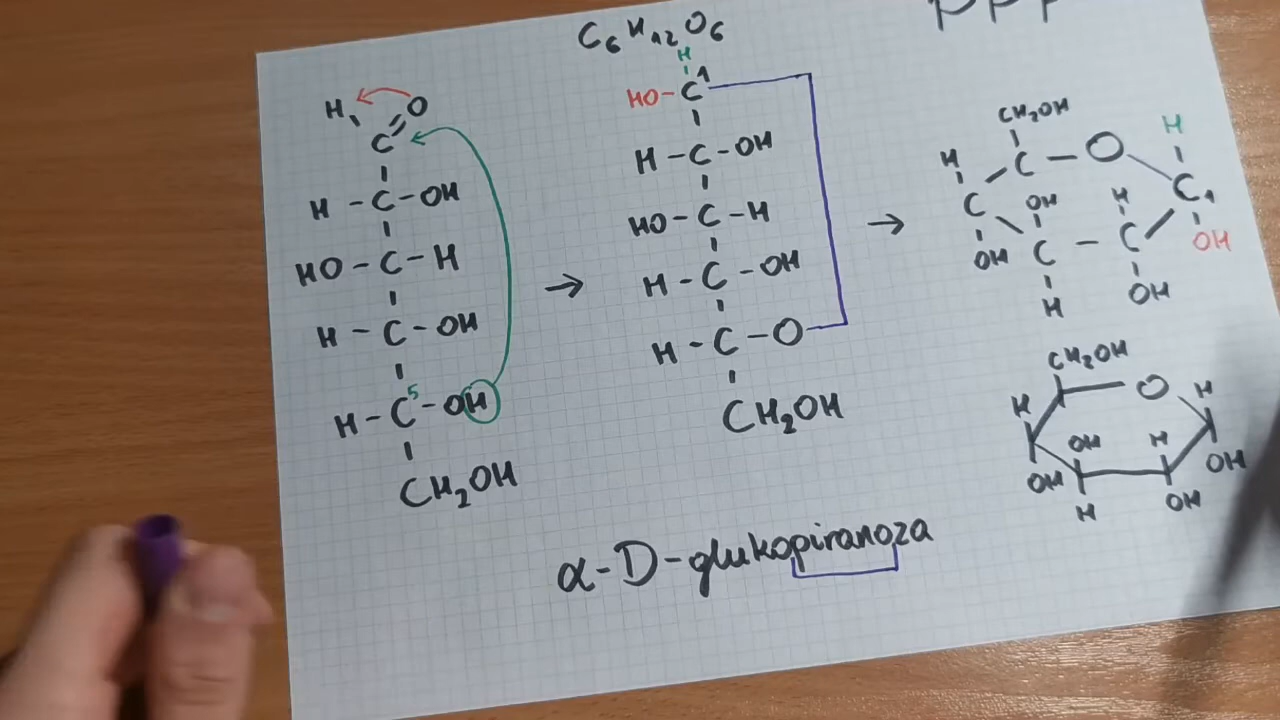 C₆H₁₂O₆
PPP
H O
C
H - C - OH
HO - C - H
H - C - OH
H - C⁵ - OH
CH₂OH
H
HO - C¹
H - C - OH
HO - C - H
H - C - OH
H - C - O
CH₂OH
→
→
CH₂OH
H C - O H
C OH H C¹
OH C - C OH
H OH
CH₂OH
H O H
OH H
OH OH
H OH
α-D-glukopiranoza